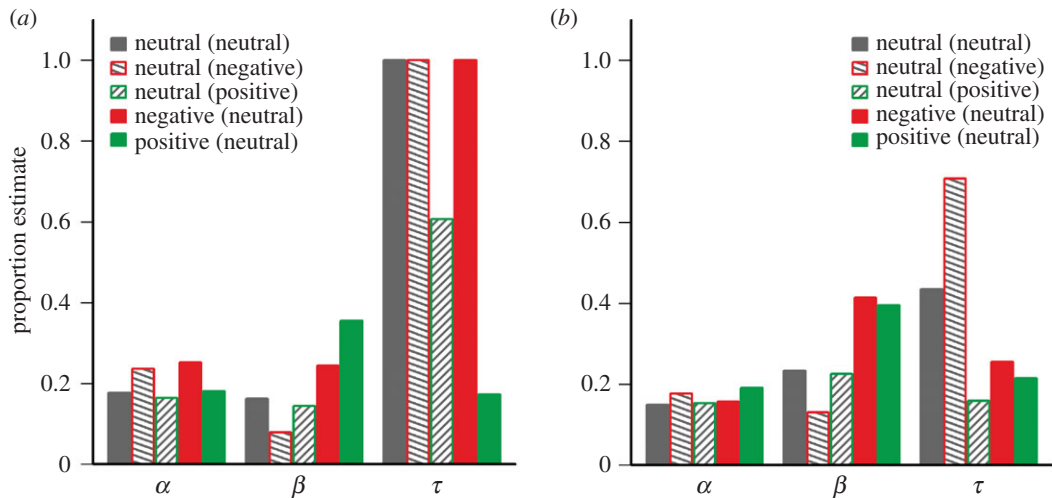 (a)
neutral (neutral)
neutral (negative)
neutral (positive)
negative (neutral)
positive (neutral)
proportion estimate
1.0
0.8
0.6
0.4
0.2
0
α
β
τ
(b)
neutral (neutral)
neutral (negative)
neutral (positive)
negative (neutral)
positive (neutral)
1.0
0.8
0.6
0.4
0.2
0
α
β
τ